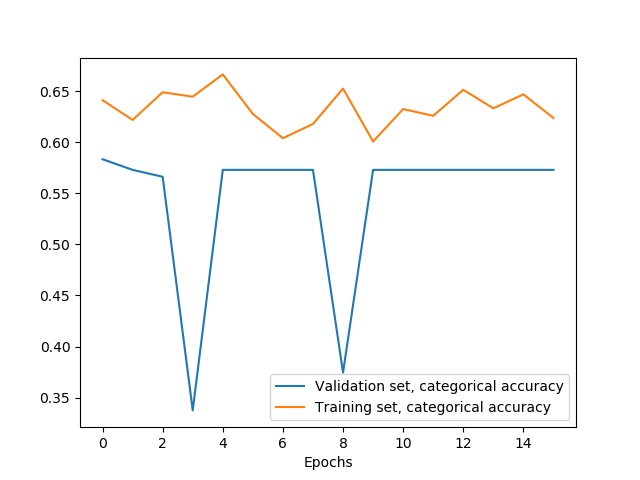 0.65
0.60
0.55
0.50
0.45
0.40
0.35
Validation set, categorical accuracy
Training set, categorical accuracy
0 2 4 6 8 10 12 14
Epochs